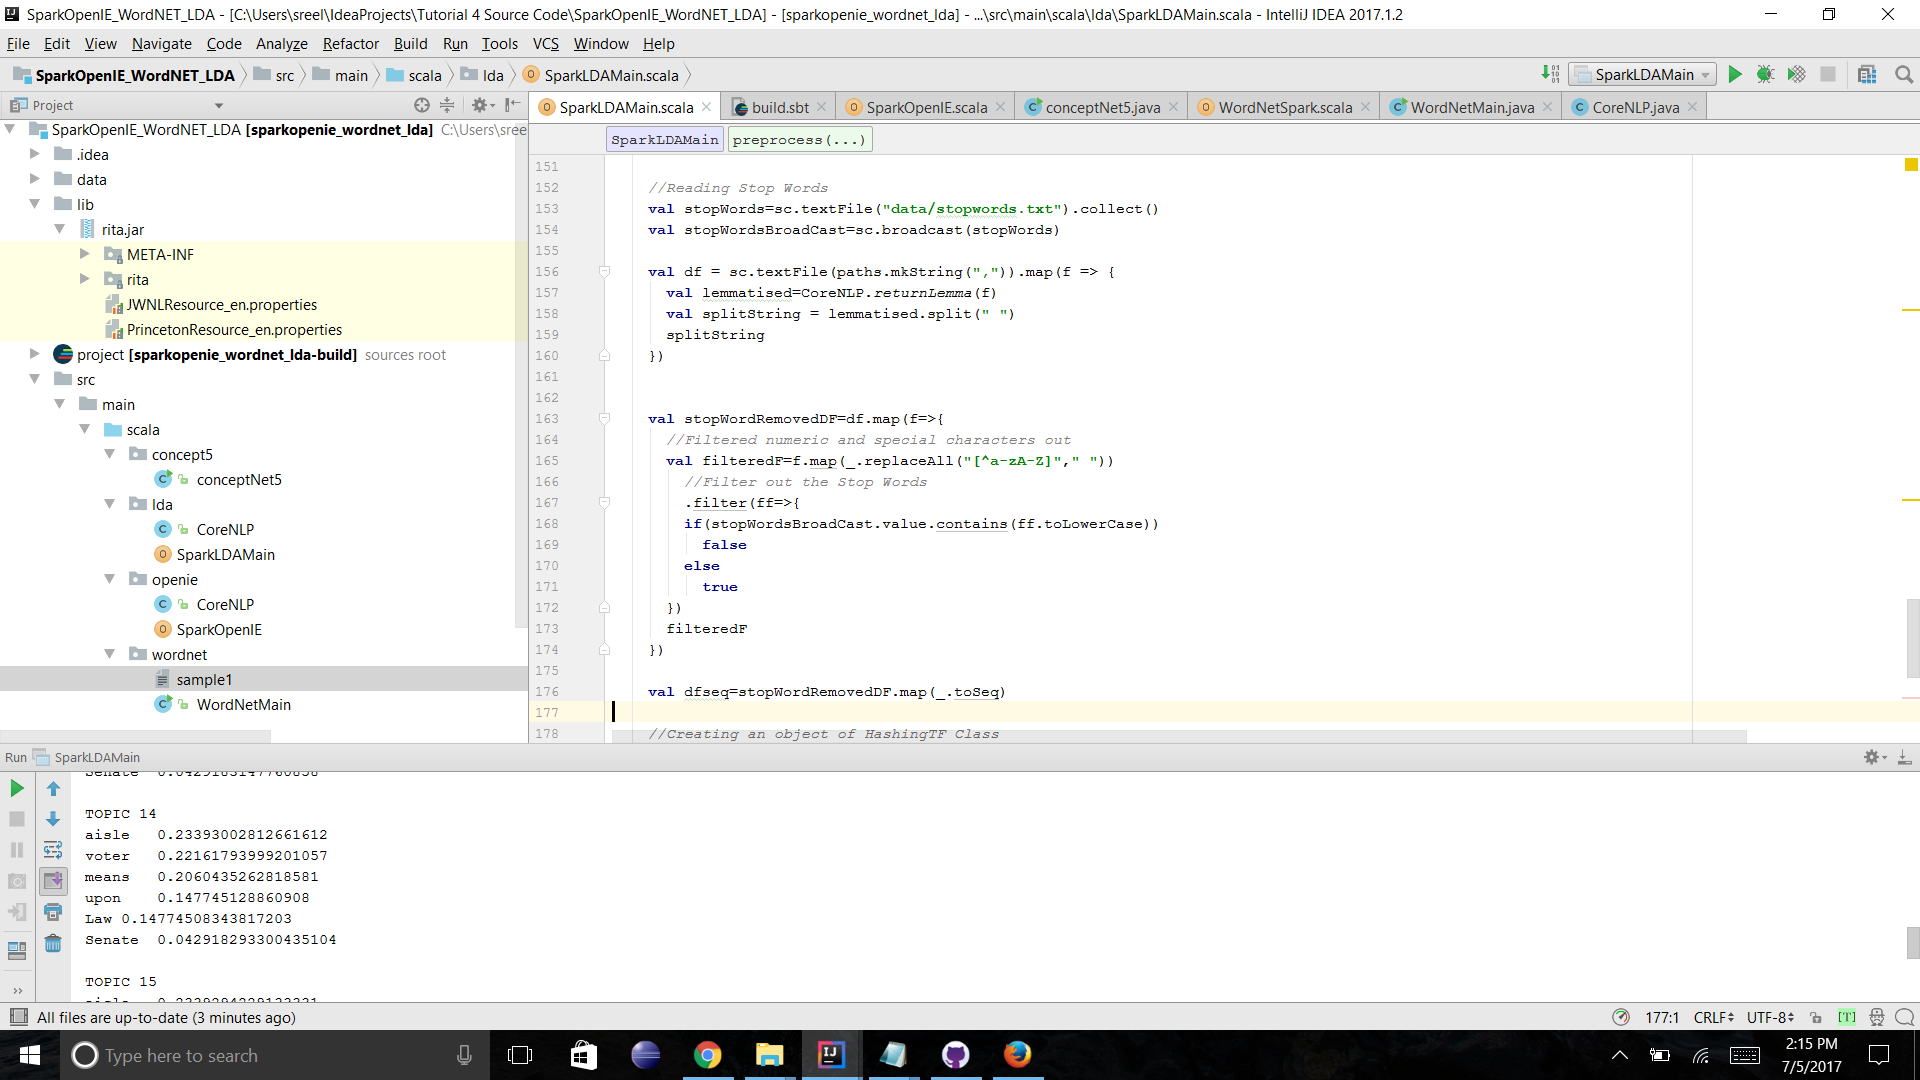 SparkOpenIE_WordNET_LDA - [C:\Users\sreel\IdeaProjects\Tutorial 4 Source Code\SparkOpenIE_WordNET_LDA] - [sparkopenie_wordnet_lda] - ...\src\main\scala\lda\SparkLDAMain.scala - IntelliJ IDEA 2017.1.2
File Edit View Navigate Code Analyze Refactor Build Run Tools VCS Window Help
SparkOpenIE_WordNET_LDA src main scala lda SparkLDAMain.scala
SparkLDAMain
Project
SparkLDAMain.scala build.sbt SparkOpenIE.scala conceptNet5.java WordNetSpark.scala WordNetMain.java CoreNLP.java
SparkOpenIE_WordNET_LDA [sparkopenie_wordnet_lda] C:\Users\sree
.idea
data
lib
rita.jar
META-INF
rita
JWNLResource_en.properties
PrincetonResource_en.properties
project [sparkopenie_wordnet_lda-build] sources root
src
main
scala
concept5
conceptNet5
lda
CoreNLP
SparkLDAMain
openie
CoreNLP
SparkOpenIE
wordnet
sample1
WordNetMain
SparkLDAMain preprocess(...)
151
152 //Reading Stop Words
153 val stopWords=sc.textFile("data/stopwords.txt").collect()
154 val stopWordsBroadCast=sc.broadcast(stopWords)
155
156 val df = sc.textFile(paths.mkString(",")).map(f => {
157 val lemmatised=CoreNLP.returnLemma(f)
158 val splitString = lemmatised.split(" ")
159 splitString
160 })
161
162
163 val stopWordRemovedDF=df.map(f=>{
164 //Filtered numeric and special characters out
165 val filteredF=f.map(_.replaceAll("[^a-zA-Z]"," "))
166 //Filter out the Stop Words
167 .filter(ff=>{
168 if(stopWordsBroadCast.value.contains(ff.toLowerCase))
169 false
170 else
171 true
172 })
173 filteredF
174 })
175
176 val dfseq=stopWordRemovedDF.map(_.toSeq)
177
178 //Creating an object of HashingTF Class
Run SparkLDAMain
TOPIC 14
aisle 0.23393002812661612
voter 0.22161793999201057
means 0.2060435262818581
upon 0.147745128860908
Law 0.14774508343817203
Senate 0.042918293300435104
TOPIC 15
All files are up-to-date (3 minutes ago)
177:1 CRLF UTF-8 [T]
Type here to search
2:15 PM
7/5/2017